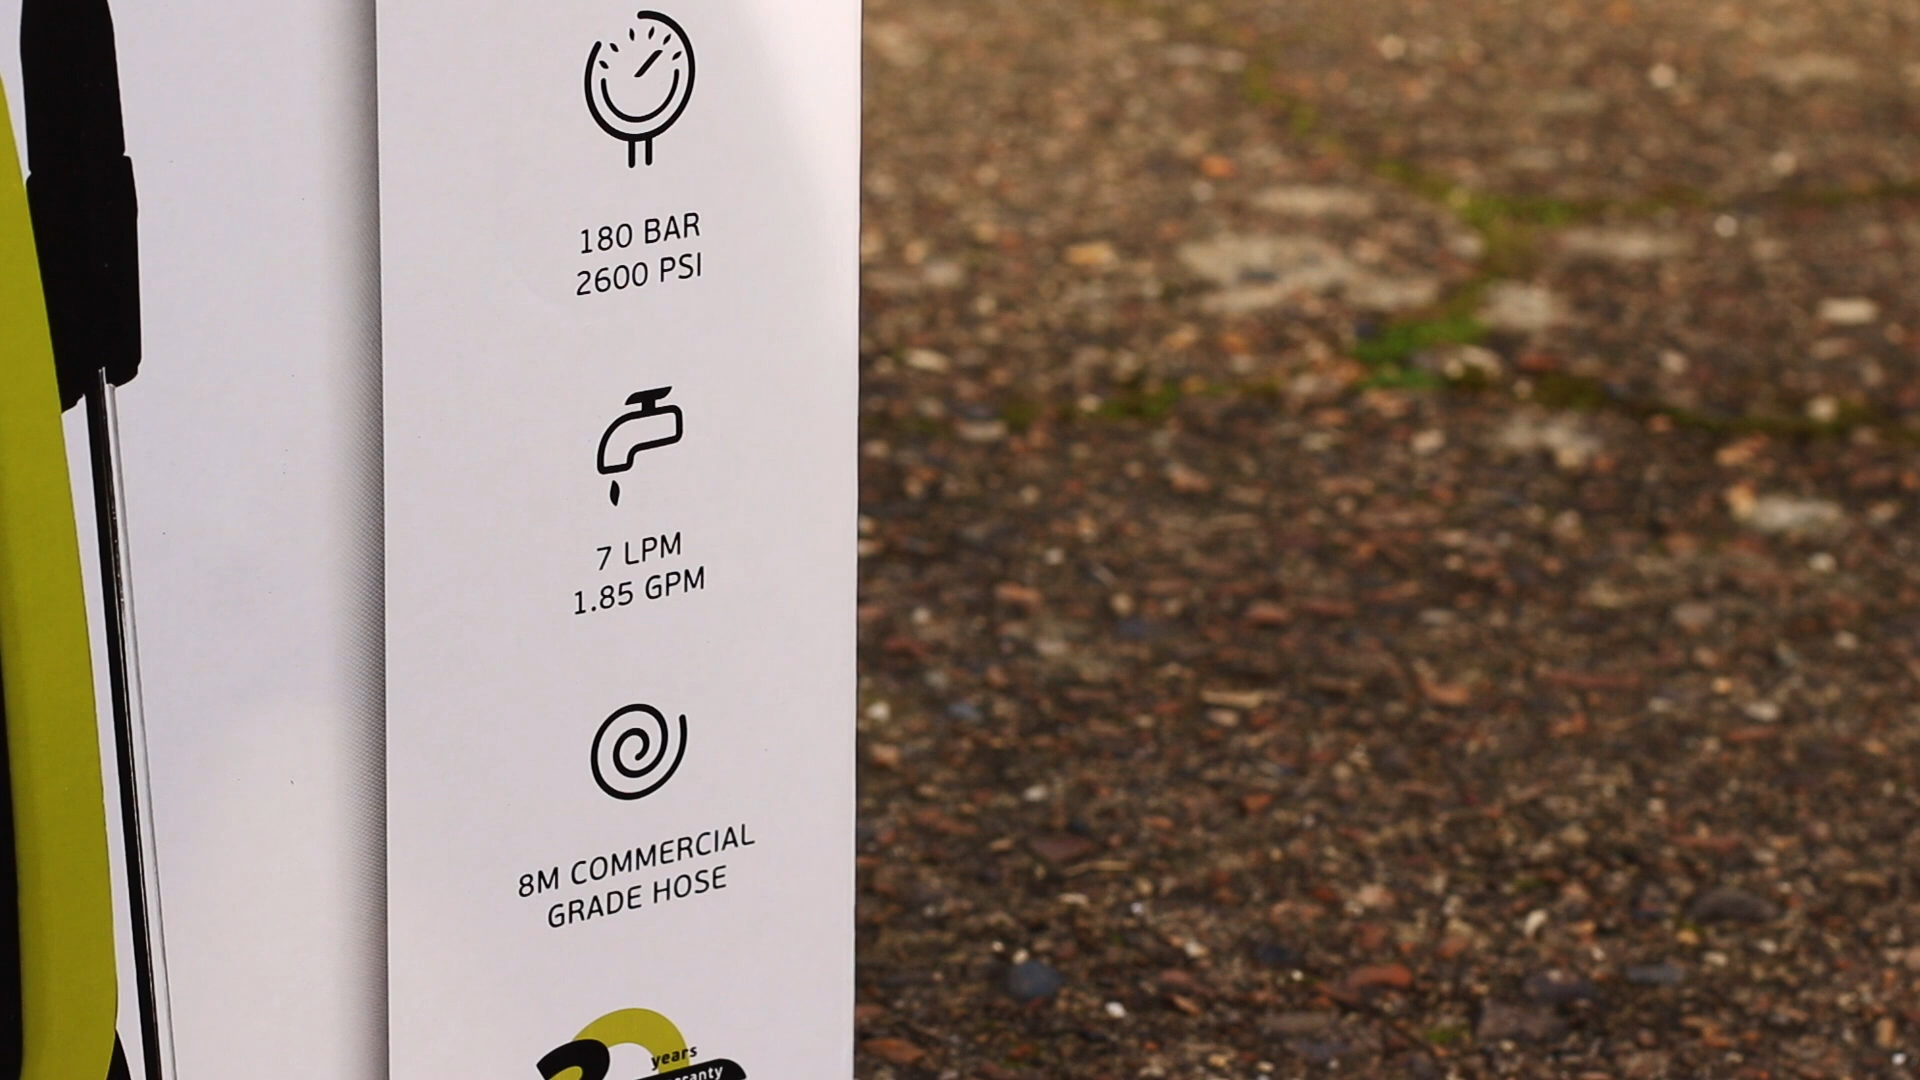 180 BAR
2600 PSI
7 LPM
1.85 GPM
8M COMMERCIAL
GRADE HOSE
years